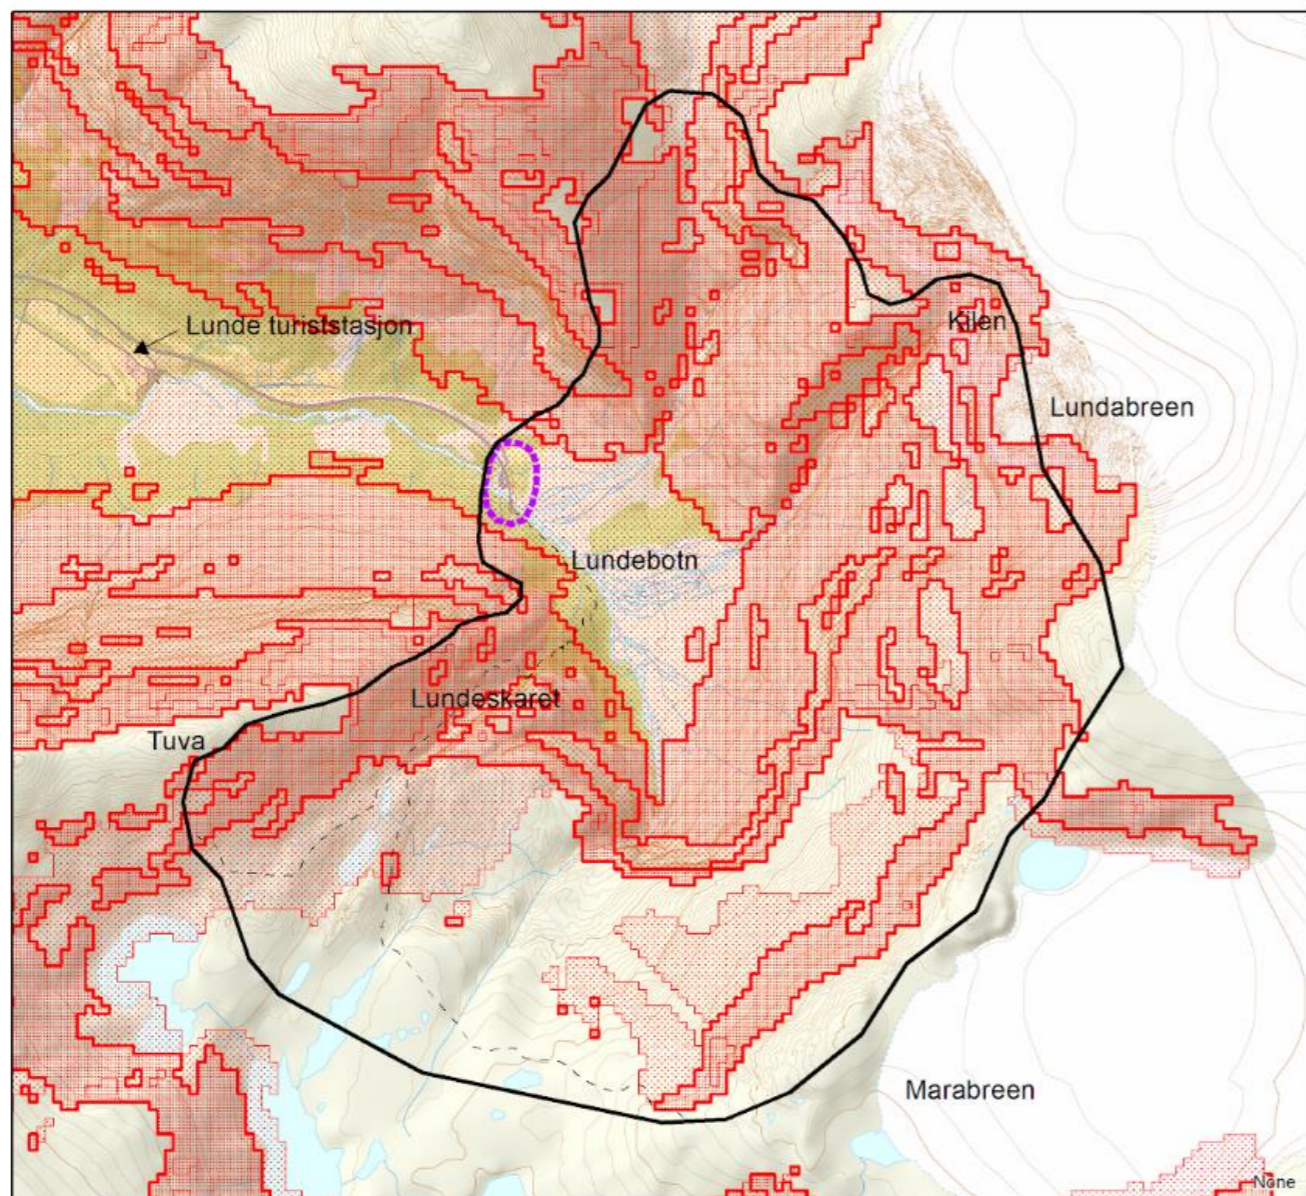 Lunde turiststasjon
Kilen
Lundabreen
Lundebotn
Lundeskaret
Tuva
Marabreen
None